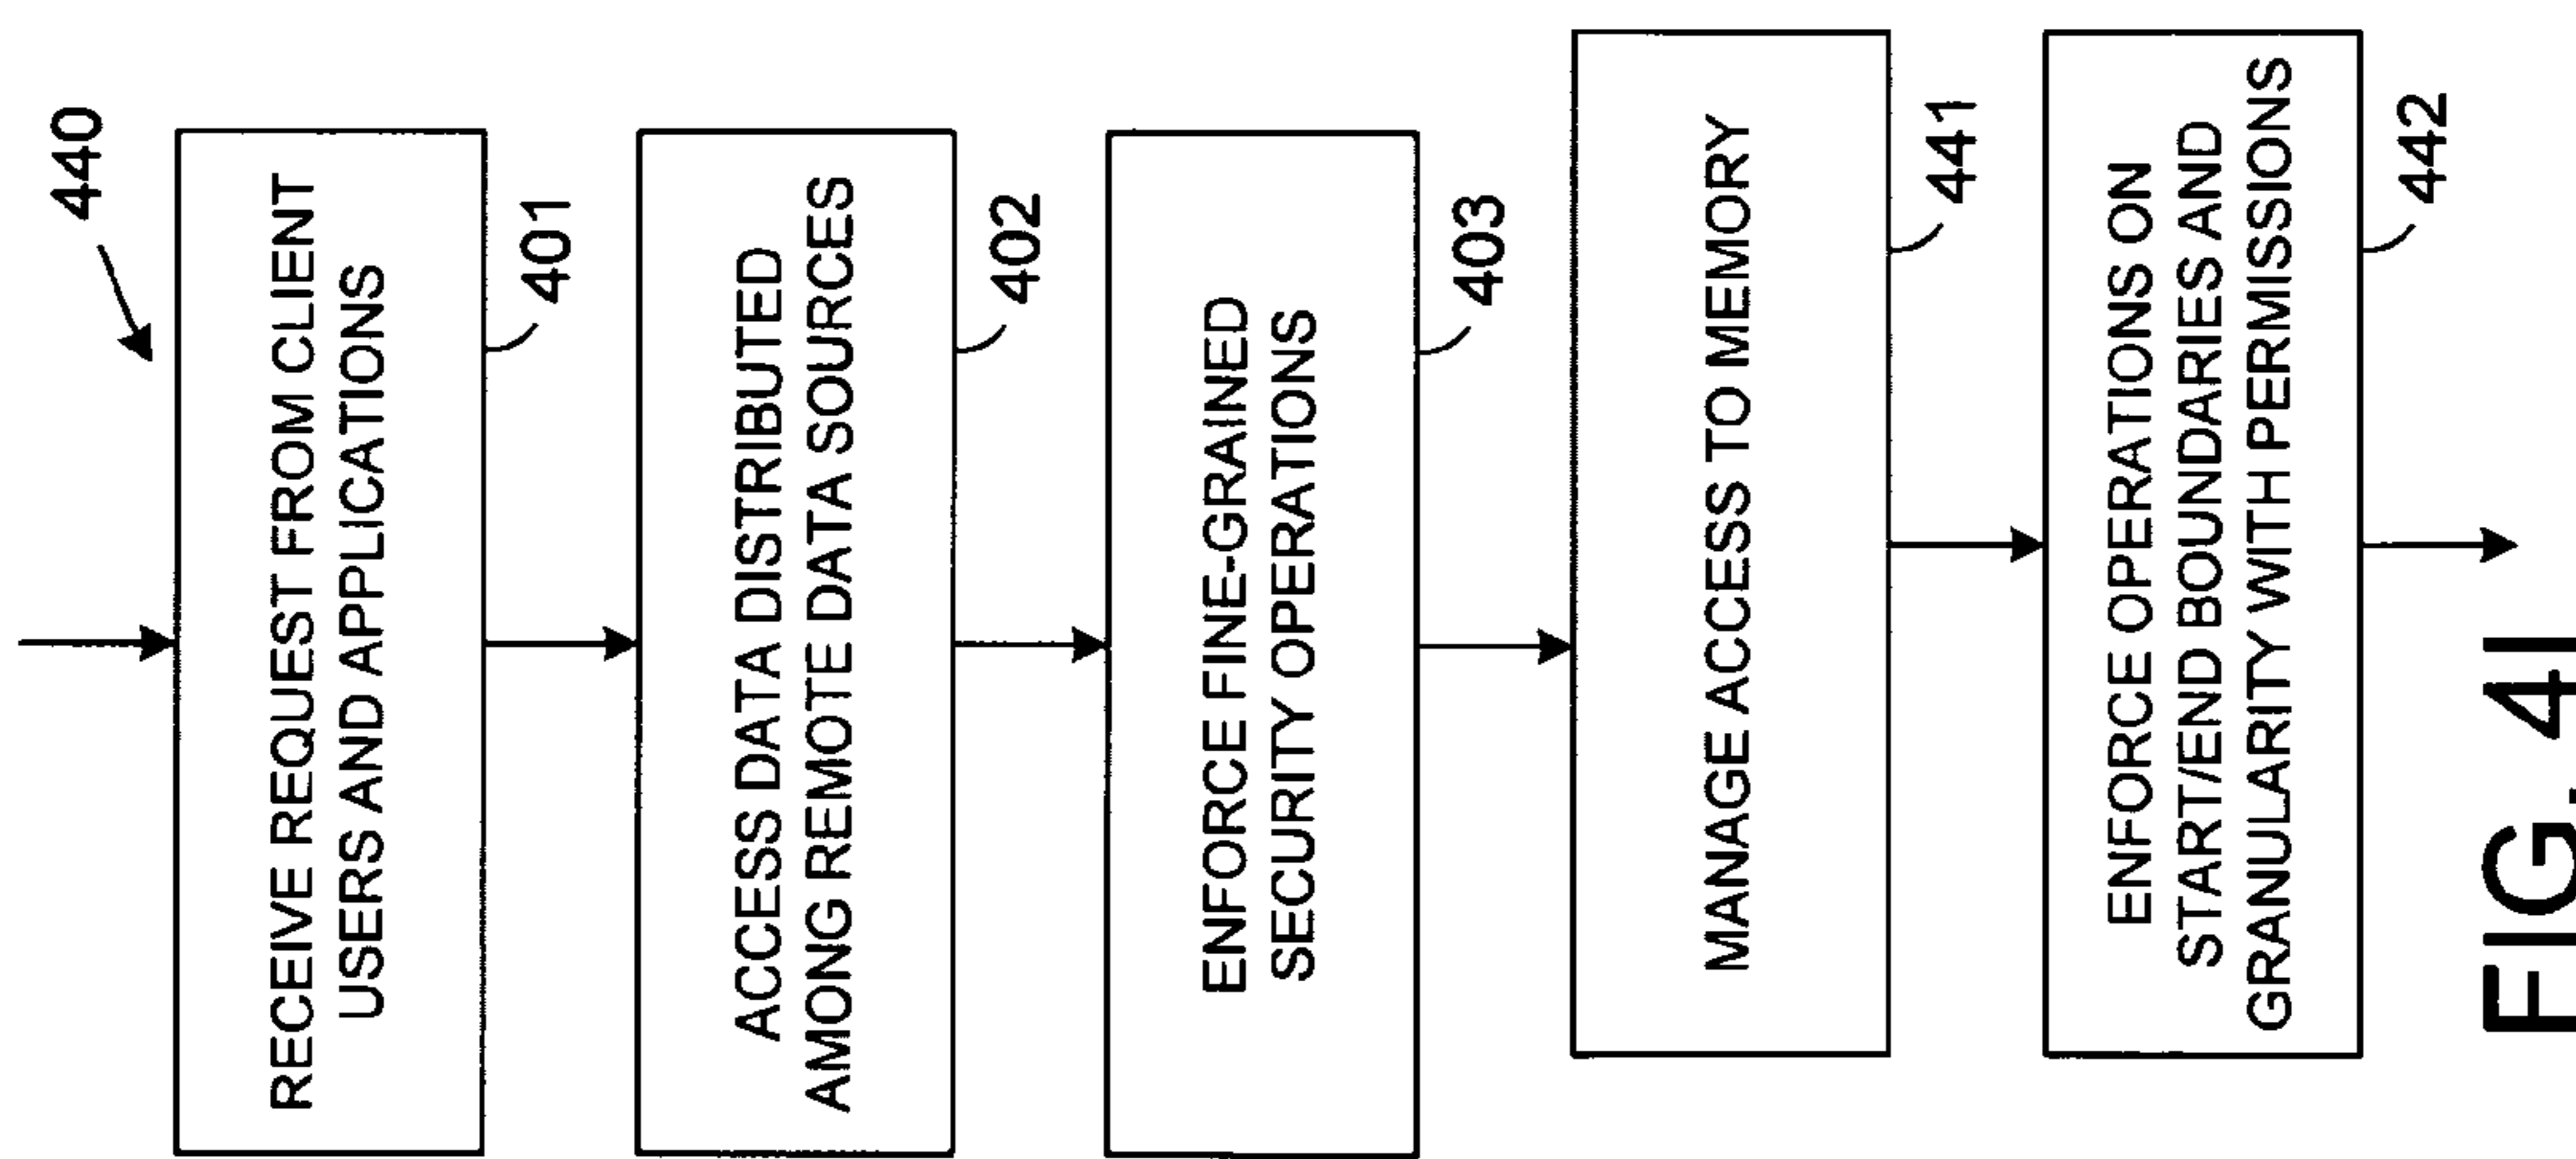 440
RECEIVE REQUEST FROM CLIENT
USERS AND APPLICATIONS
401
ACCESS DATA DISTRIBUTED
AMONG REMOTE DATA SOURCES
402
ENFORCE FINE-GRAINED
SECURITY OPERATIONS
403
MANAGE ACCESS TO MEMORY
441
ENFORCE OPERATIONS ON
START/END BOUNDARIES AND
GRANULARITY WITH PERMISSIONS
442
FIG. 4I